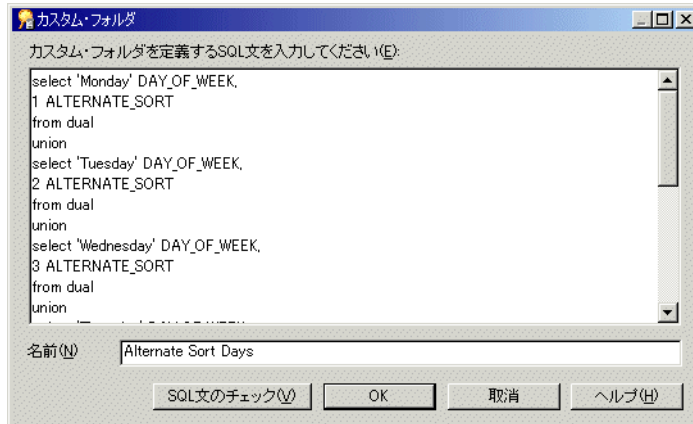 カスタム・フォルダ
カスタム・フォルダを定義するSQL文を入力してください(E):
select 'Monday' DAY_OF_WEEK,
1 ALTERNATE_SORT
from dual
union
select 'Tuesday' DAY_OF_WEEK,
2 ALTERNATE_SORT
from dual
union
select 'Wednesday' DAY_OF_WEEK,
3 ALTERNATE_SORT
from dual
union
名前(N) Alternate Sort Days
SQL文のチェック(V) OK 取消 ヘルプ(H)